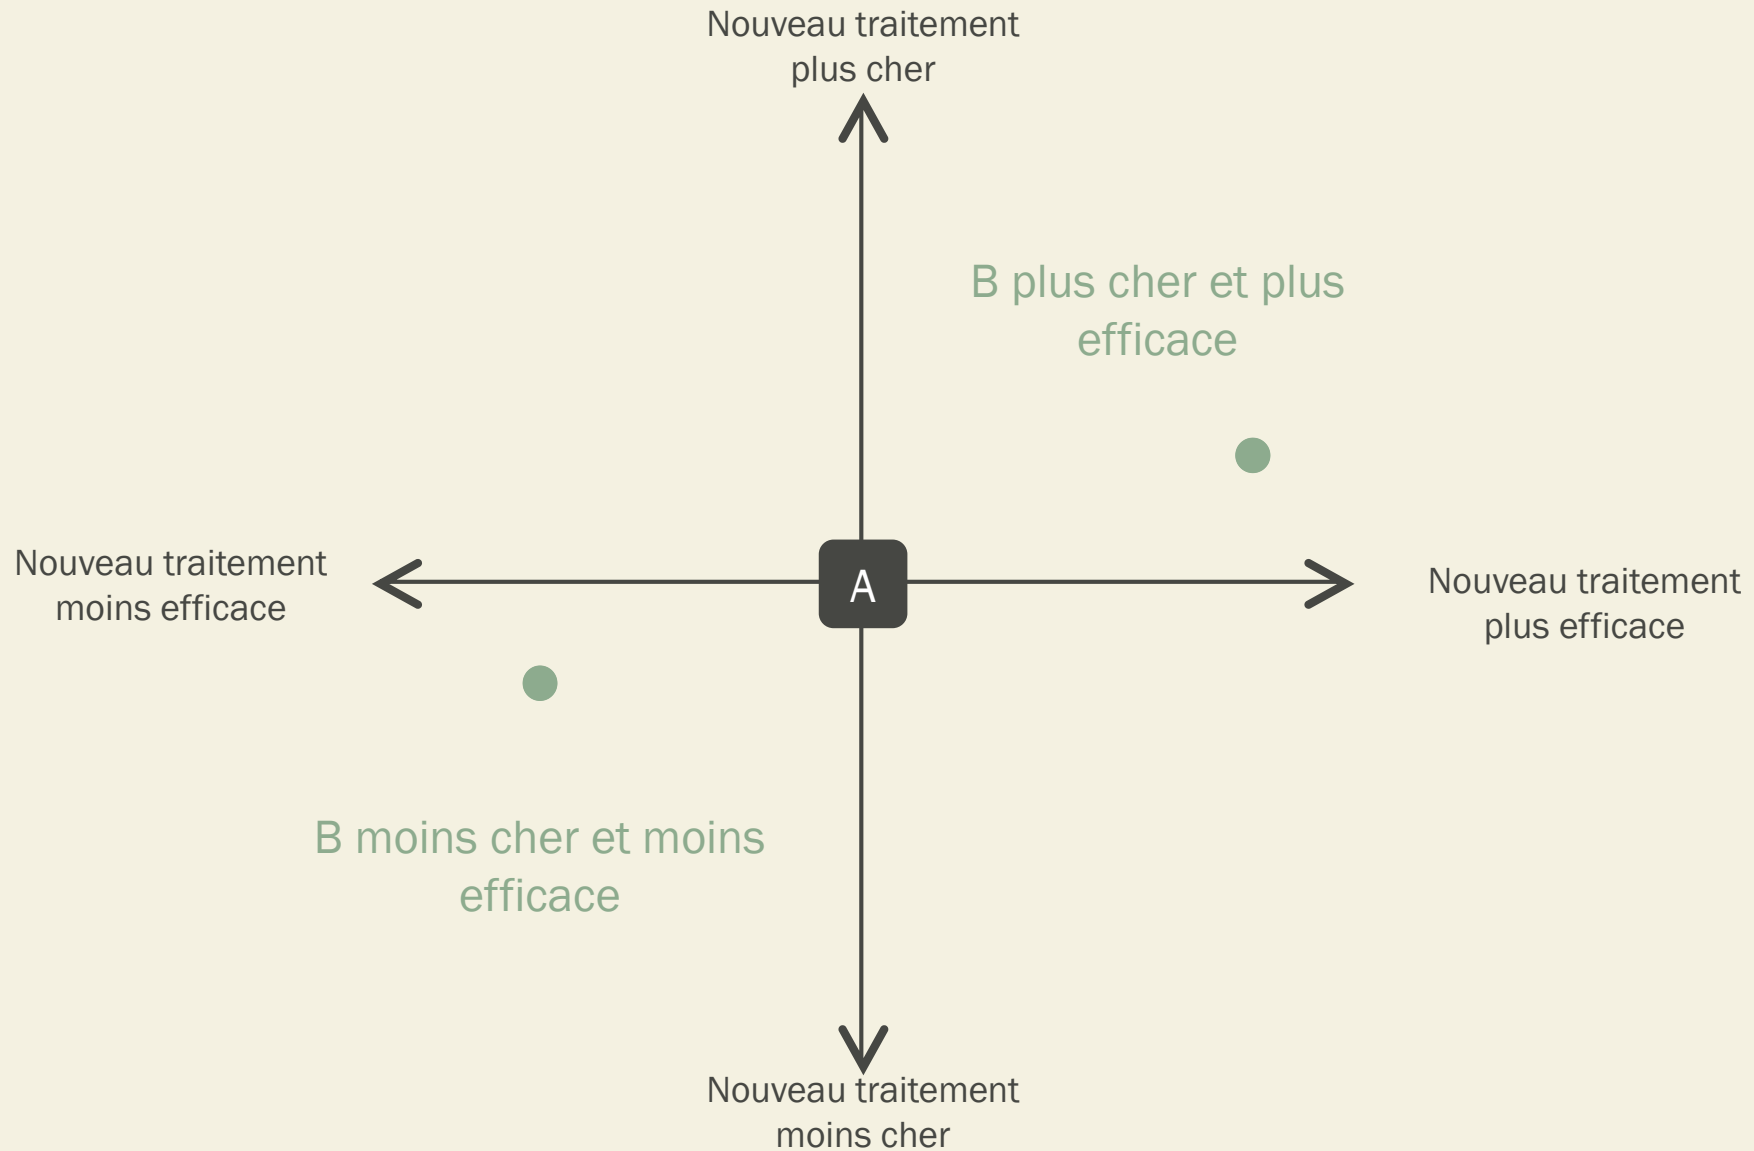 Nouveau traitement
plus cher
B plus cher et plus
efficace
Nouveau traitement
moins efficace
A
Nouveau traitement
plus efficace
B moins cher et moins
efficace
Nouveau traitement
moins cher